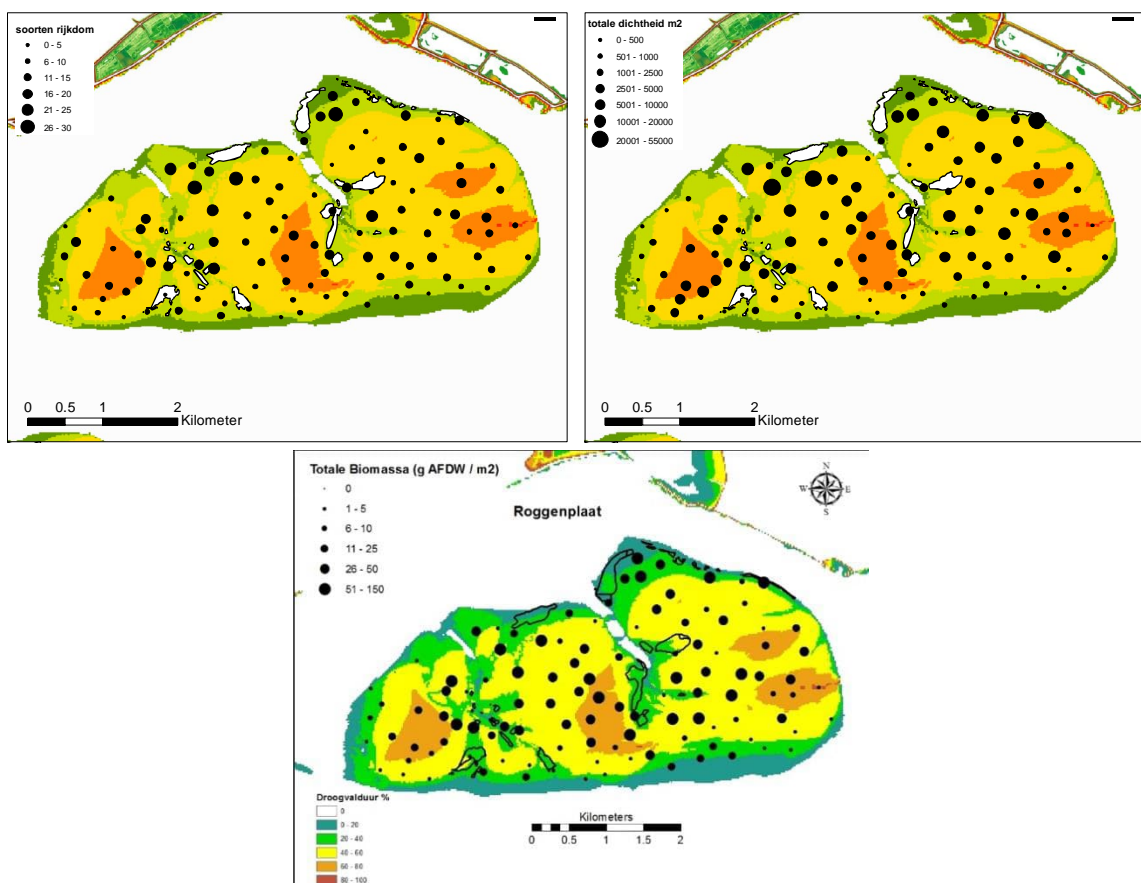 soorten rijkdom
0 - 5
6 - 10
11 - 15
16 - 20
21 - 25
26 - 30
0 0.5 1 2
Kilometer
totale dichtheid m2
0 - 500
501 - 1000
1001 - 2500
2501 - 5000
5001 - 10000
10001 - 20000
20001 - 55000
0 0.5 1 2
Kilometer
Totale Biomassa (g AFDW / m2)
0
1 - 5
6 - 10
11 - 25
26 - 50
51 - 150
Roggenplaat
N
W E
S
Droogvalduur %
0
0 - 20
20 - 40
40 - 60
60 - 80
80 - 100
Kilometers
0 0.5 1 1.5 2